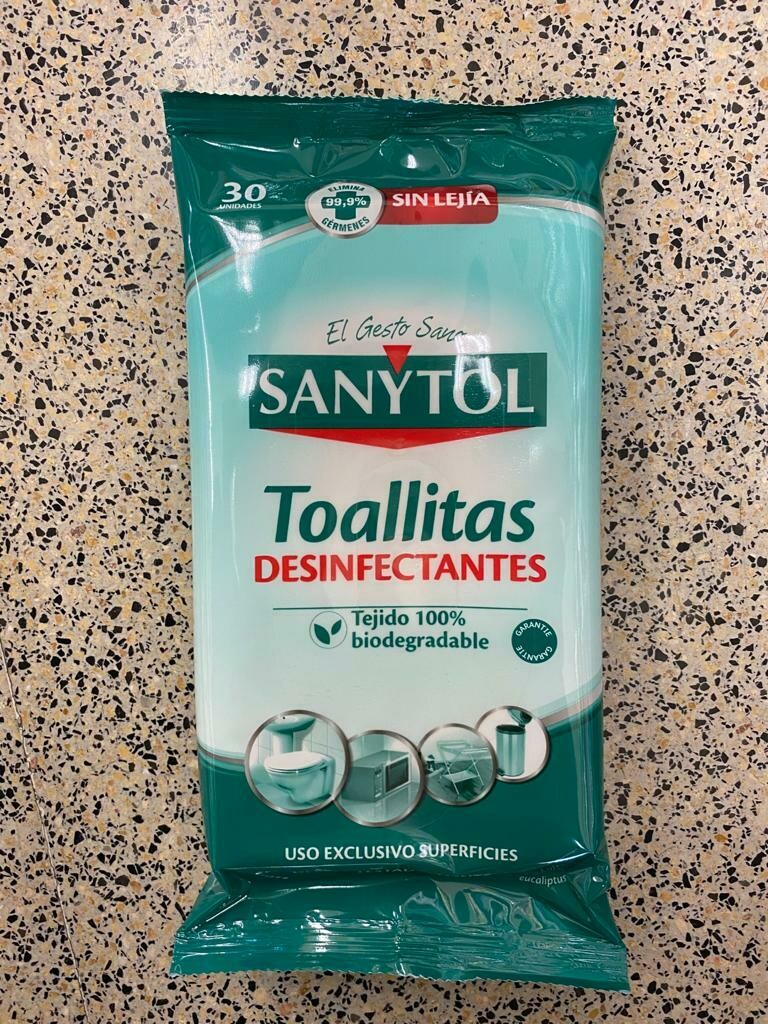 30
UNIDADES
ELIMINA
99,9%
GÉRMENES
SIN LEJÍA
El Gesto Sano
SANYTOL
Toallitas
DESINFECTANTES
Tejido 100%
biodegradable
GARANTIE
GARANTIE
USO EXCLUSIVO SUPERFICIES
eucaliptus